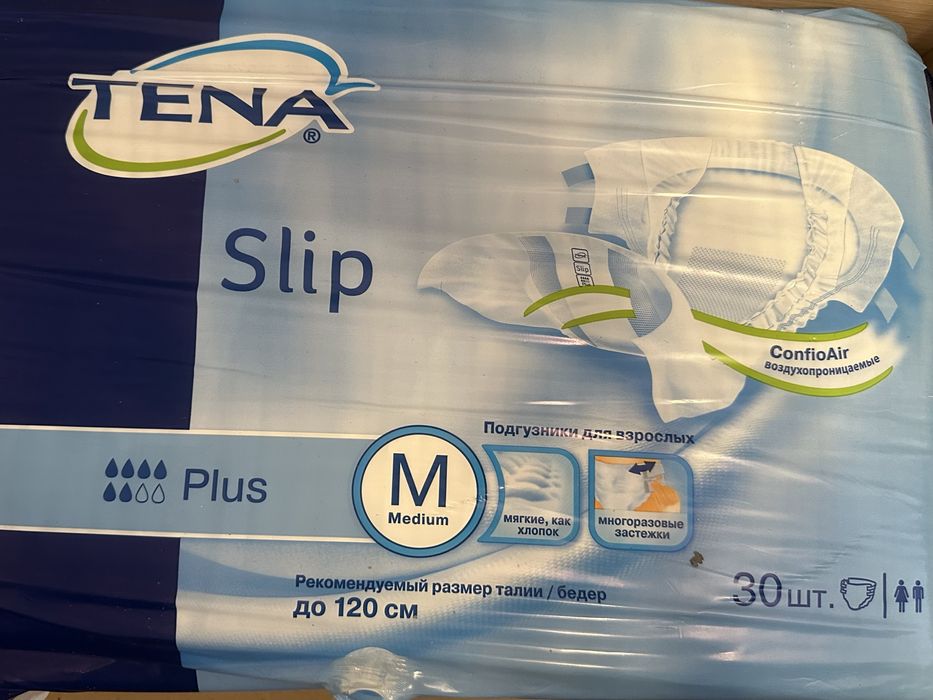 TENA®
Slip
Slip
ConfioAir
воздухопроницаемые
Подгузники для взрослых
Plus
M
Medium
мягкие, как
хлопок
многоразовые
застежки
Рекомендуемый размер талии / бедер
до 120 см
30 шт.